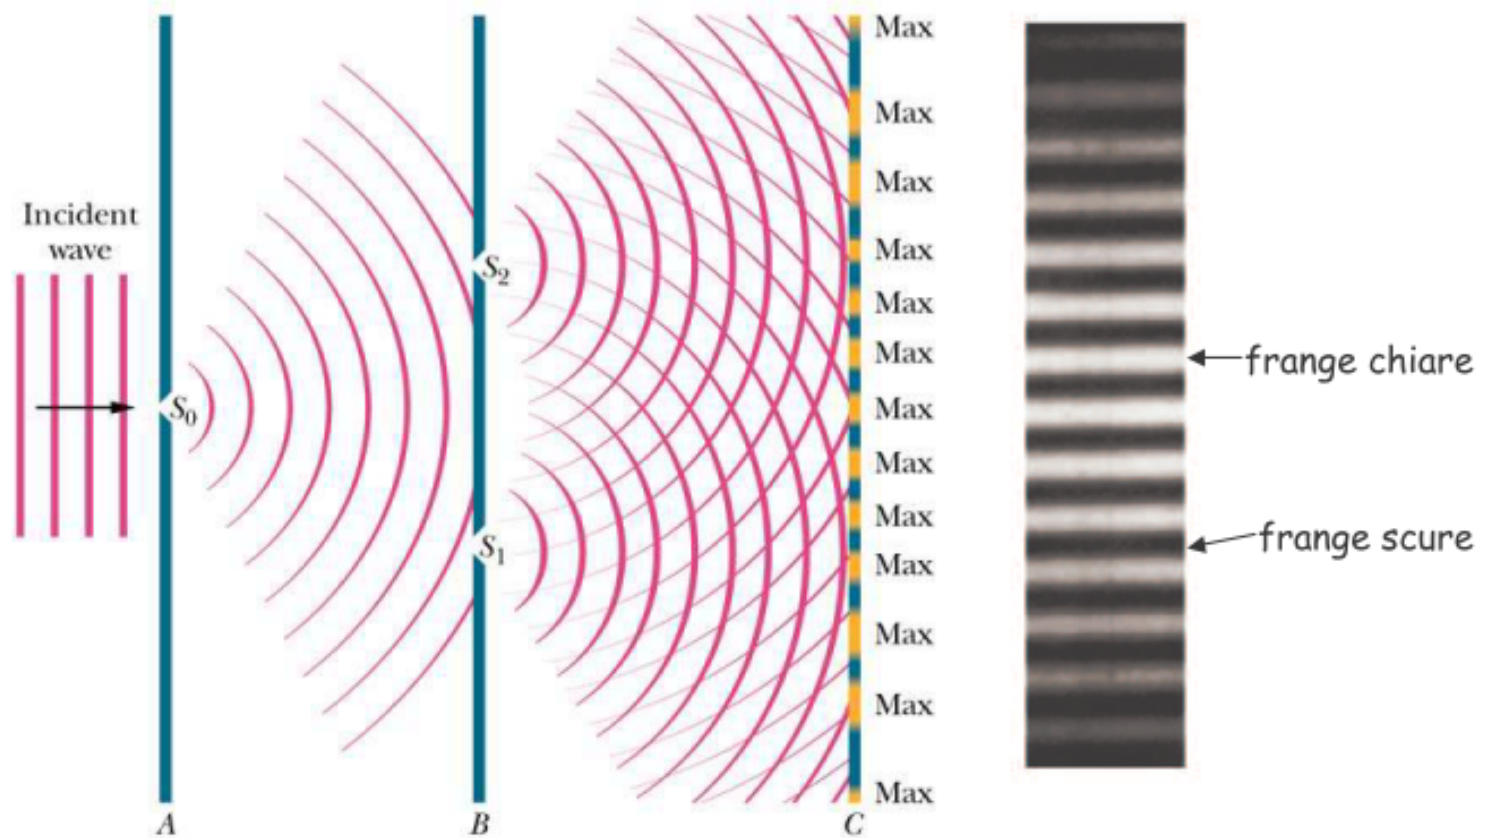 Incident
wave
S0
S2
S1
Max
Max
Max
Max
Max
Max
Max
Max
Max
Max
Max
Max
Max
A
B
C
frange chiare
frange scure